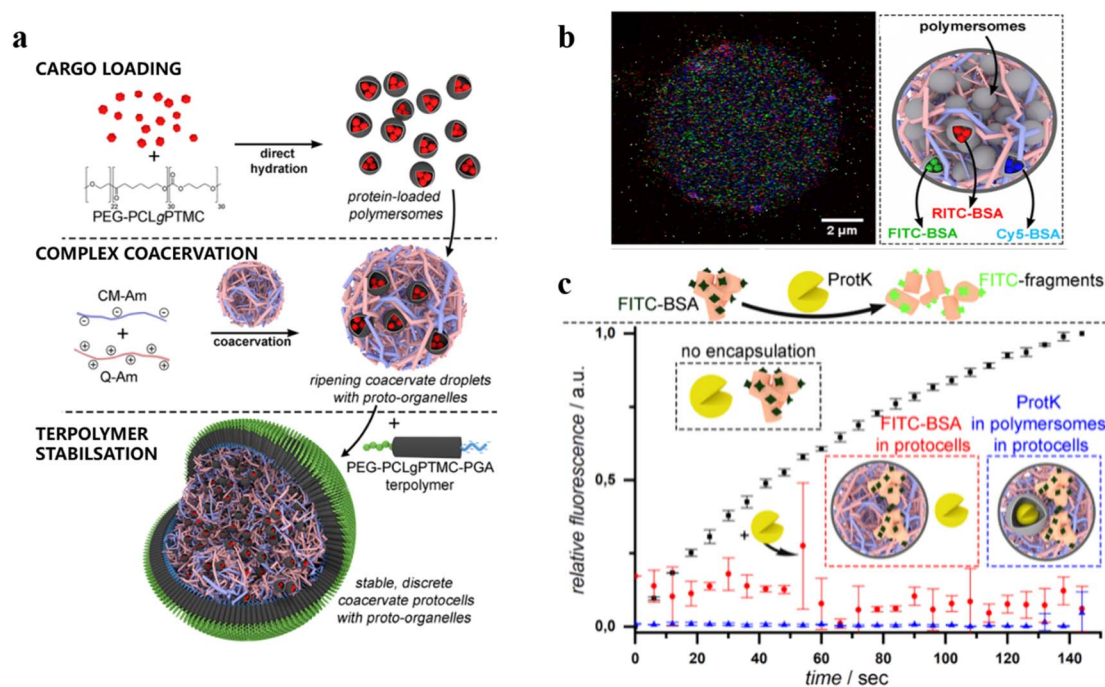 a
CARGO LOADING
+
direct
hydration
22
30
30
PEG-PCLgPTMC
protein-loaded
polymersomes
COMPLEX COACERVATION
CM-Am
+
Q-Am
coacervation
ripening coacervate droplets
with proto-organelles
+
TERPOLYMER
STABILSATION
PEG-PCLgPTMC-PGA
terpolymer
stable, discrete
coacervate protocells
with proto-organelles
b
2 µm
polymersomes
RITC-BSA
FITC-BSA
Cy5-BSA
c
FITC-BSA
ProtK
FITC-fragments
no encapsulation
FITC-BSA
in protocells
ProtK
in polymersomes
in protocells
+
relative fluorescence / a.u.
1,0
0,5
0,0
0 20 40 60 80 100 120 140
time / sec